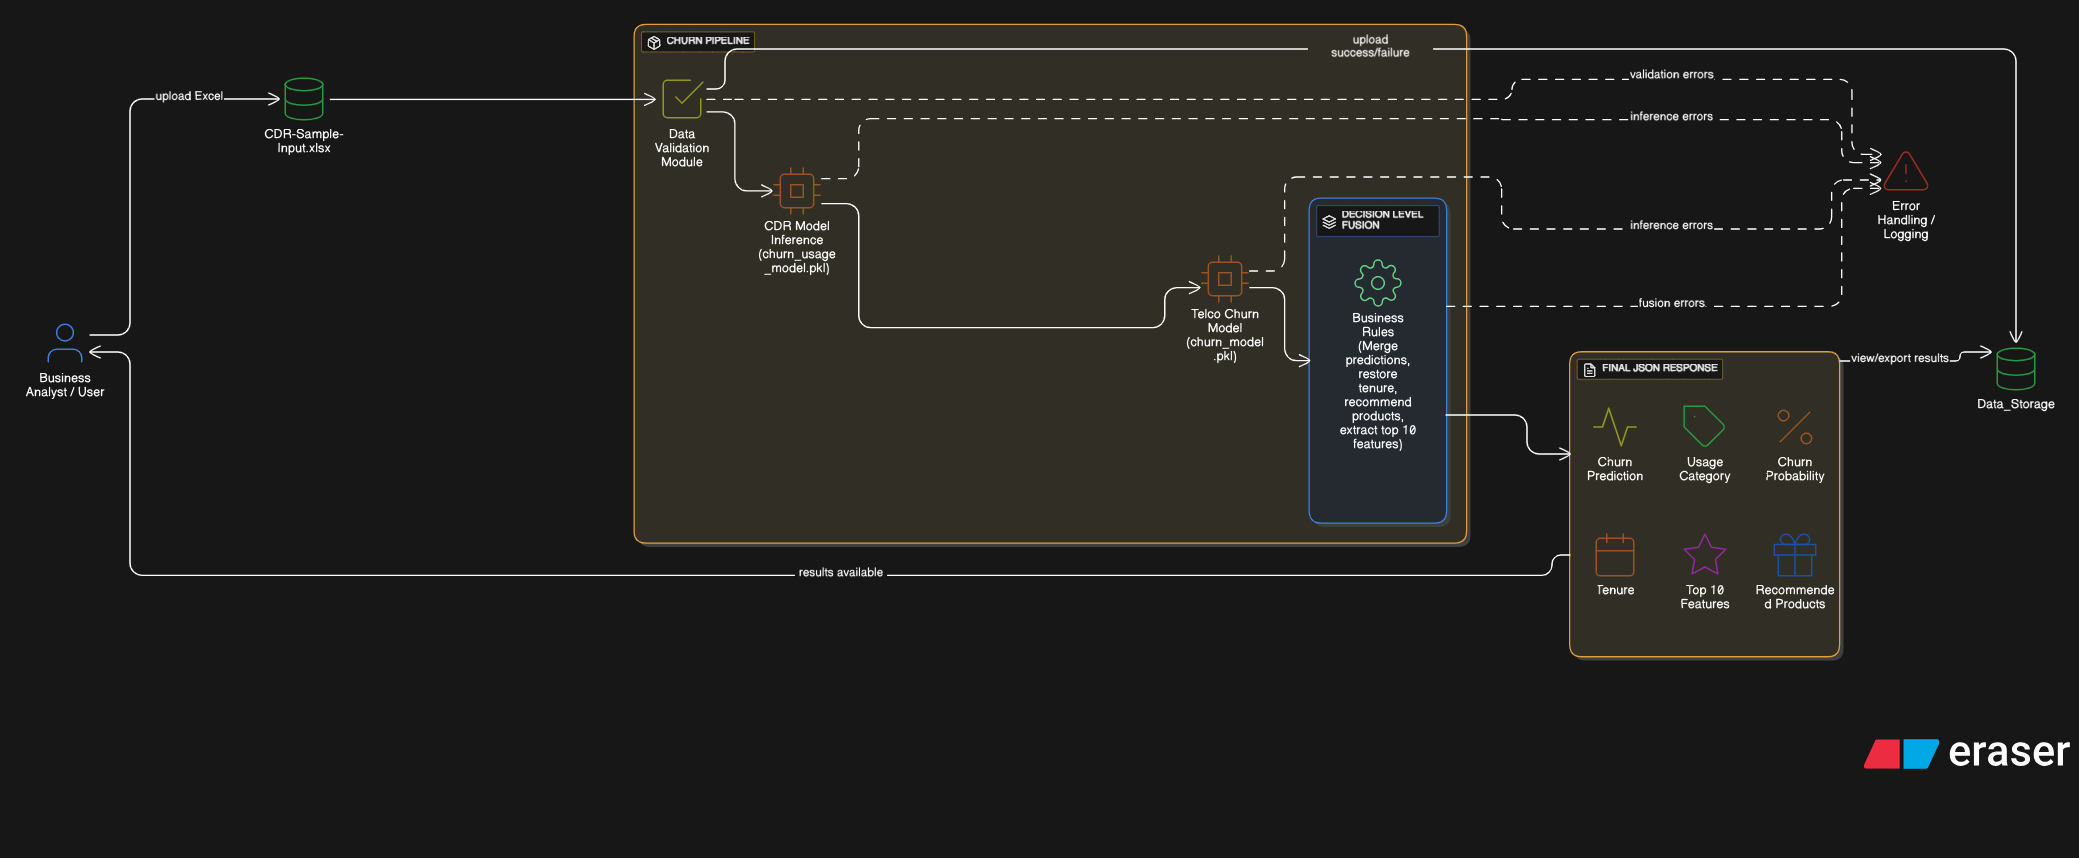 CHURN PIPELINE
upload
success/failure
validation errors
upload Excel
inference errors
CDR-Sample-
Input.xlsx
Data
Validation
Module
Error
Handling /
Logging
CDR Model
Inference
(churn_usage
_model.pkl)
DECISION LEVEL
FUSION
inference errors
fusion errors
Telco Churn
Model
(churn_model
.pkl)
Business
Rules
(Merge
predictions,
restore
tenure,
recommend
products,
extract top 10
features)
Business
Analyst / User
FINAL JSON RESPONSE
view/export results
Data_Storage
Churn
Prediction
Usage
Category
Churn
Probability
results available
Tenure
Top 10
Features
Recommende
d Products
eraser